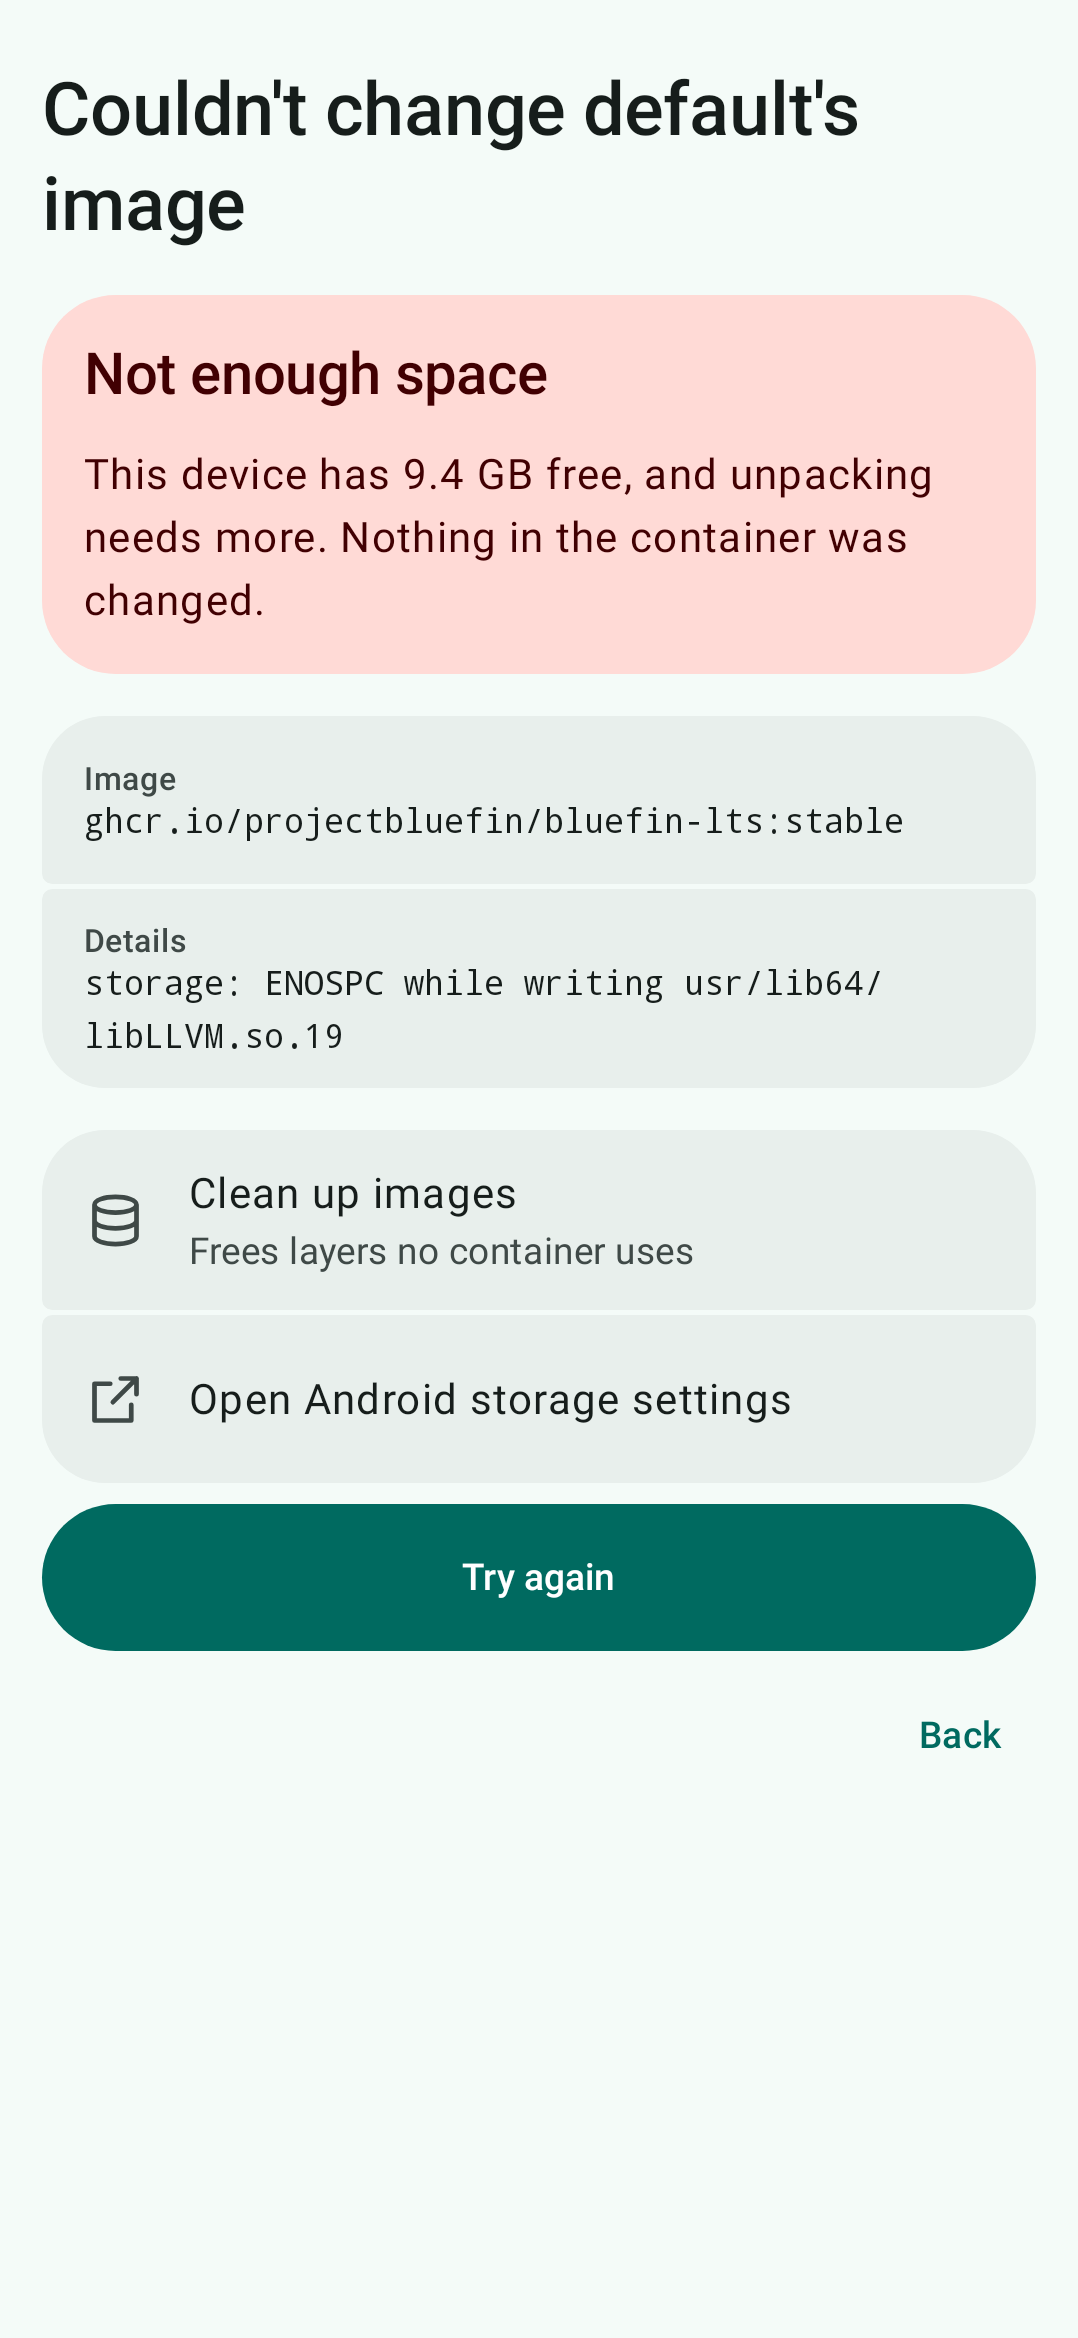 Couldn't change default's
image
Not enough space
This device has 9.4 GB free, and unpacking
needs more. Nothing in the container was
changed.
Image
ghcr.io/projectbluefin/bluefin-lts:stable
Details
storage: ENOSPC while writing usr/lib64/
libLLVM.so.19
Clean up images
Frees layers no container uses
Open Android storage settings
Try again
Back